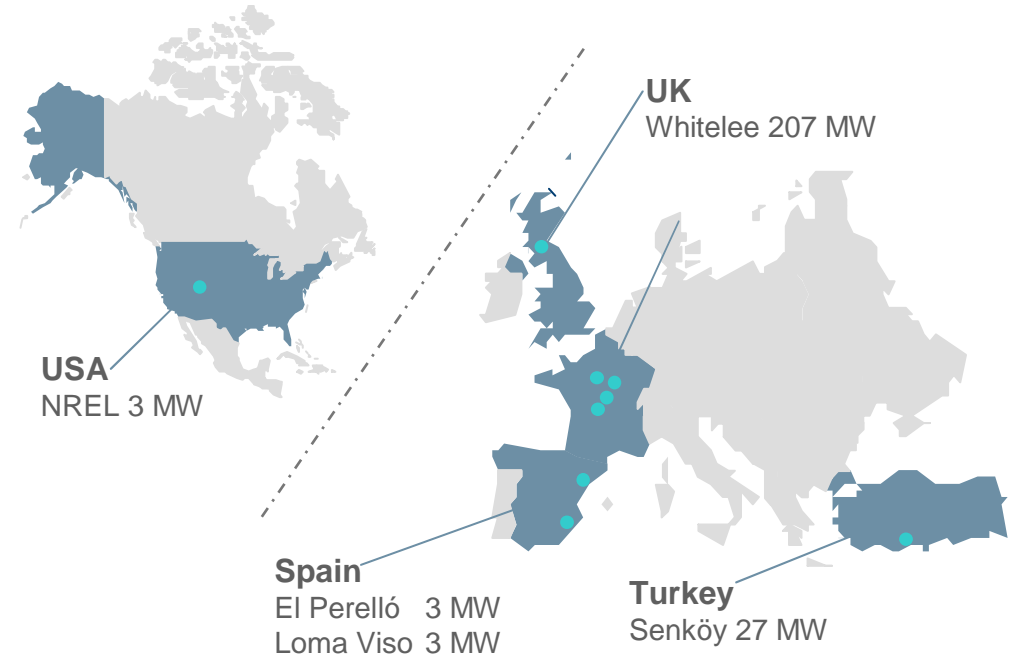 UK
Whitelee 207 MW
USA
NREL 3 MW
Spain
El Perelló 3 MW
Loma Viso 3 MW
Turkey
Senköy 27 MW